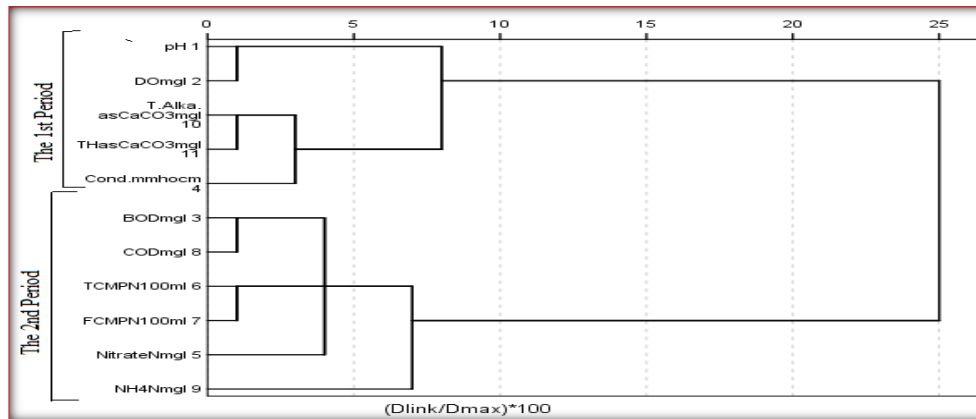 0 5 10 15 20 25
The 1st Period
pH 1
DOmgl 2
T.Alka.
asCaCO3mgl
10
THasCaCO3mgl
11
Cond.mmhocm
4
The 2nd Period
BODmgl 3
CODmgl 8
TCMPN100ml 6
FCMPN100ml 7
NitrateNmgl 5
NH4Nmgl 9
(Dlink/Dmax)*100